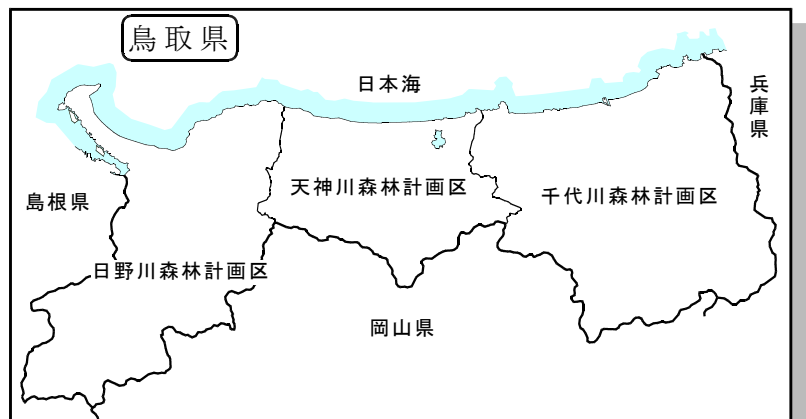 鳥取県
日本海
兵庫県
天神川森林計画区
千代川森林計画区
島根県
日野川森林計画区
岡山県